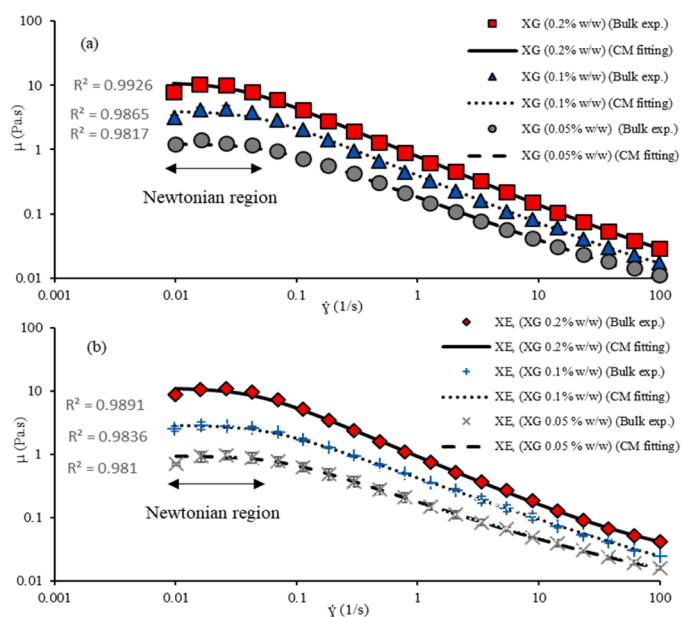 (a)
XG (0.2% w/w) (Bulk exp.)
XG (0.2% w/w) (CM fitting)
XG (0.1% w/w) (Bulk exp.)
XG (0.1% w/w) (CM fitting)
XG (0.05% w/w) (Bulk exp.)
XG (0.05% w/w) (CM fitting)
100
10
1
0.1
0.01
μ (Pa.s)
R² = 0.9926
R² = 0.9865
R² = 0.9817
Newtonian region
0.001
0.01
0.1
1
10
100
γ̇ (1/s)
(b)
XE, (XG 0.2% w/w) (Bulk exp.)
XE, (XG 0.2% w/w) (CM fitting)
XE, (XG 0.1% w/w) (Bulk exp.)
XE, (XG 0.1% w/w) (CM fitting)
XE, (XG 0.05 % w/w) (Bulk exp.)
XE, (XG 0.05 % w/w) (CM fitting)
100
10
1
0.1
0.01
μ (Pa.s)
R² = 0.9891
R² = 0.9836
R² = 0.981
Newtonian region
0.001
0.01
0.1
1
10
100
γ̇ (1/s)